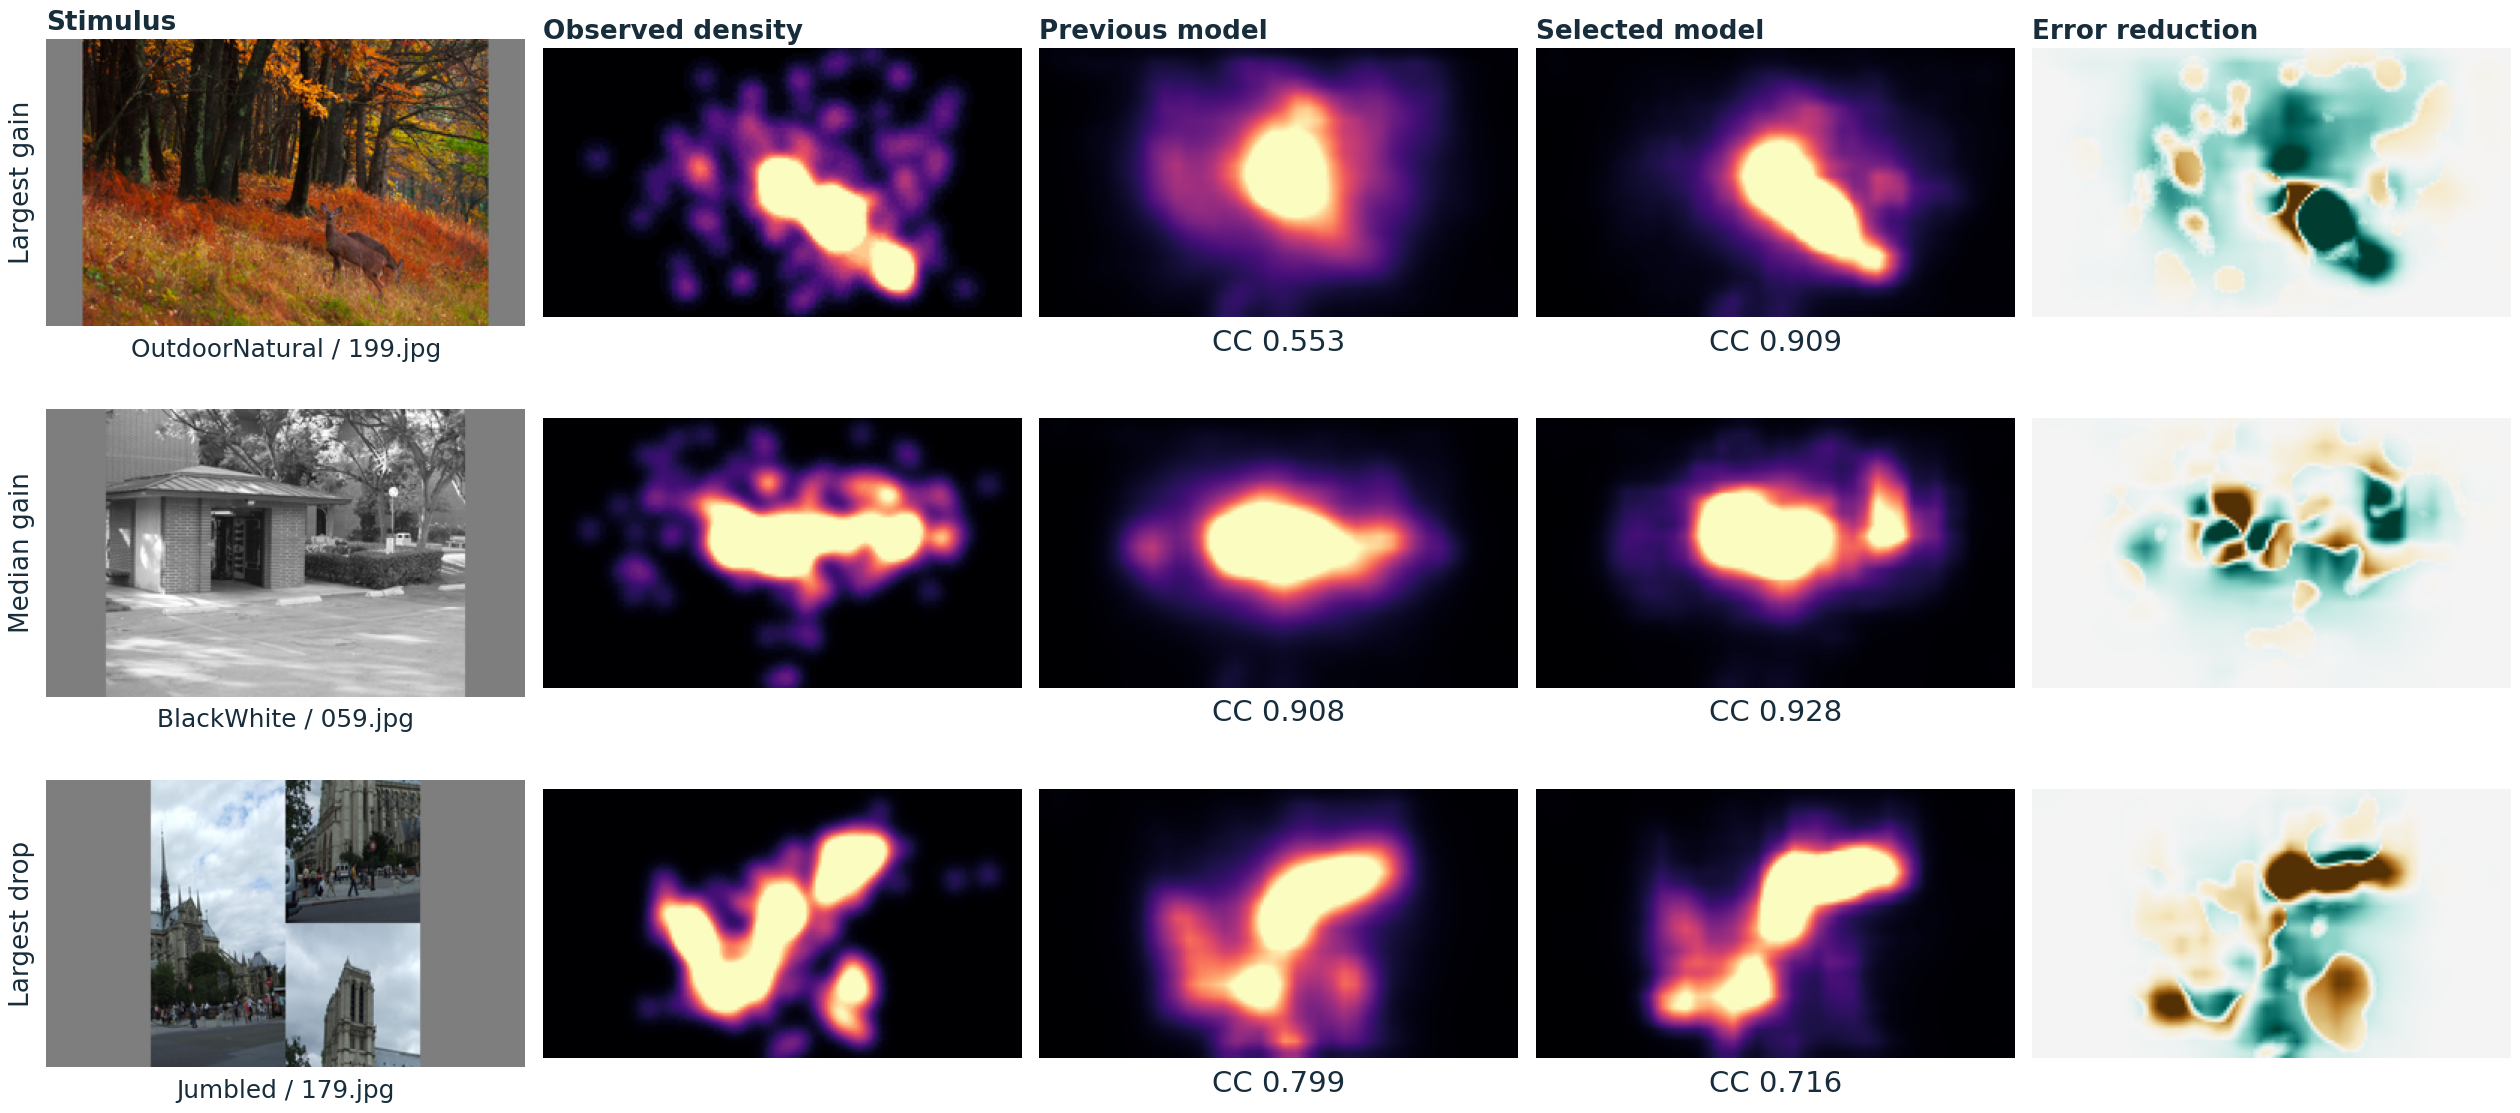 Stimulus
Observed density
Previous model
Selected model
Error reduction
Largest gain
OutdoorNatural / 199.jpg
CC 0.553
CC 0.909
Median gain
BlackWhite / 059.jpg
CC 0.908
CC 0.928
Largest drop
Jumbled / 179.jpg
CC 0.799
CC 0.716